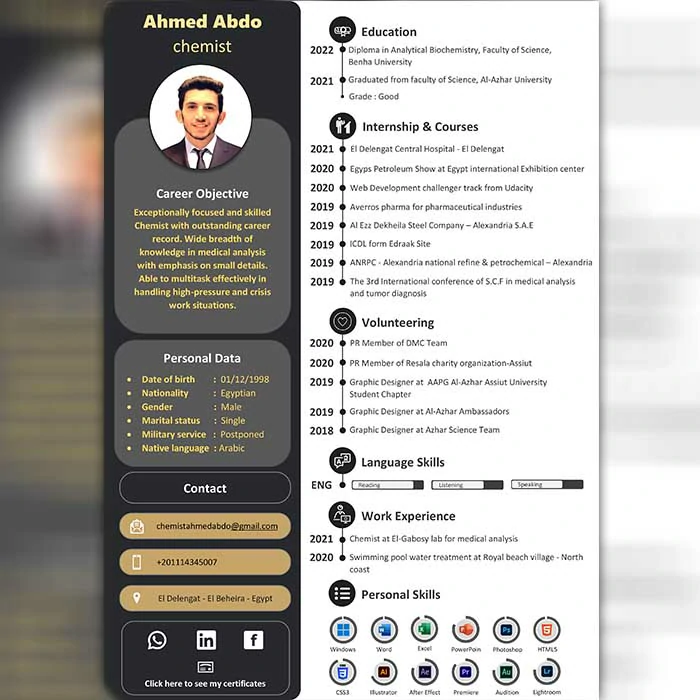 Ahmed Abdo
chemist
Career Objective
Exceptionally focused and skilled
Chemist with outstanding career
record. Wide breadth of
knowledge in medical analysis
with emphasis on small details.
Able to multitask effectively in
handling high-pressure and crisis
work situations.
Personal Data
• Date of birth : 01/12/1998
• Nationality : Egyptian
• Gender : Male
• Marital status : Single
• Military service : Postponed
• Native language : Arabic
Contact
chemistahmedabdo@gmail.com
+201114345007
El Delengat - El Beheira - Egypt
Click here to see my certificates
Education
2022 Diploma in Analytical Biochemistry, Faculty of Science,
Benha University
2021 Graduated from faculty of Science, Al-Azhar University
Grade : Good
Internship & Courses
2021 El Delengat Central Hospital - El Delengat
2020 Egyps Petroleum Show at Egypt international Exhibition center
2020 Web Development challenger track from Udacity
2019 Averros pharma for pharmaceutical industries
2019 Al Ezz Dekheila Steel Company – Alexandria S.A.E
2019 ICDL form Edraak Site
2019 ANRPC - Alexandria national refine & petrochemical – Alexandria
2019 The 3rd International conference of S.C.F in medical analysis
and tumor diagnosis
Volunteering
2020 PR Member of DMC Team
2020 PR Member of Resala charity organization-Assiut
2019 Graphic Designer at AAPG Al-Azhar Assiut University
Student Chapter
2019 Graphic Designer at Al-Azhar Ambassadors
2018 Graphic Designer at Azhar Science Team
Language Skills
ENG Reading Listening Speaking
Work Experience
2021 Chemist at El-Gabosy lab for medical analysis
2020 Swimming pool water treatment at Royal beach village - North
coast
Personal Skills
Windows Word Excel PowerPoin Photoshop HTML5
CSS3 Illustrator After Effect Premiere Audition Lightroom